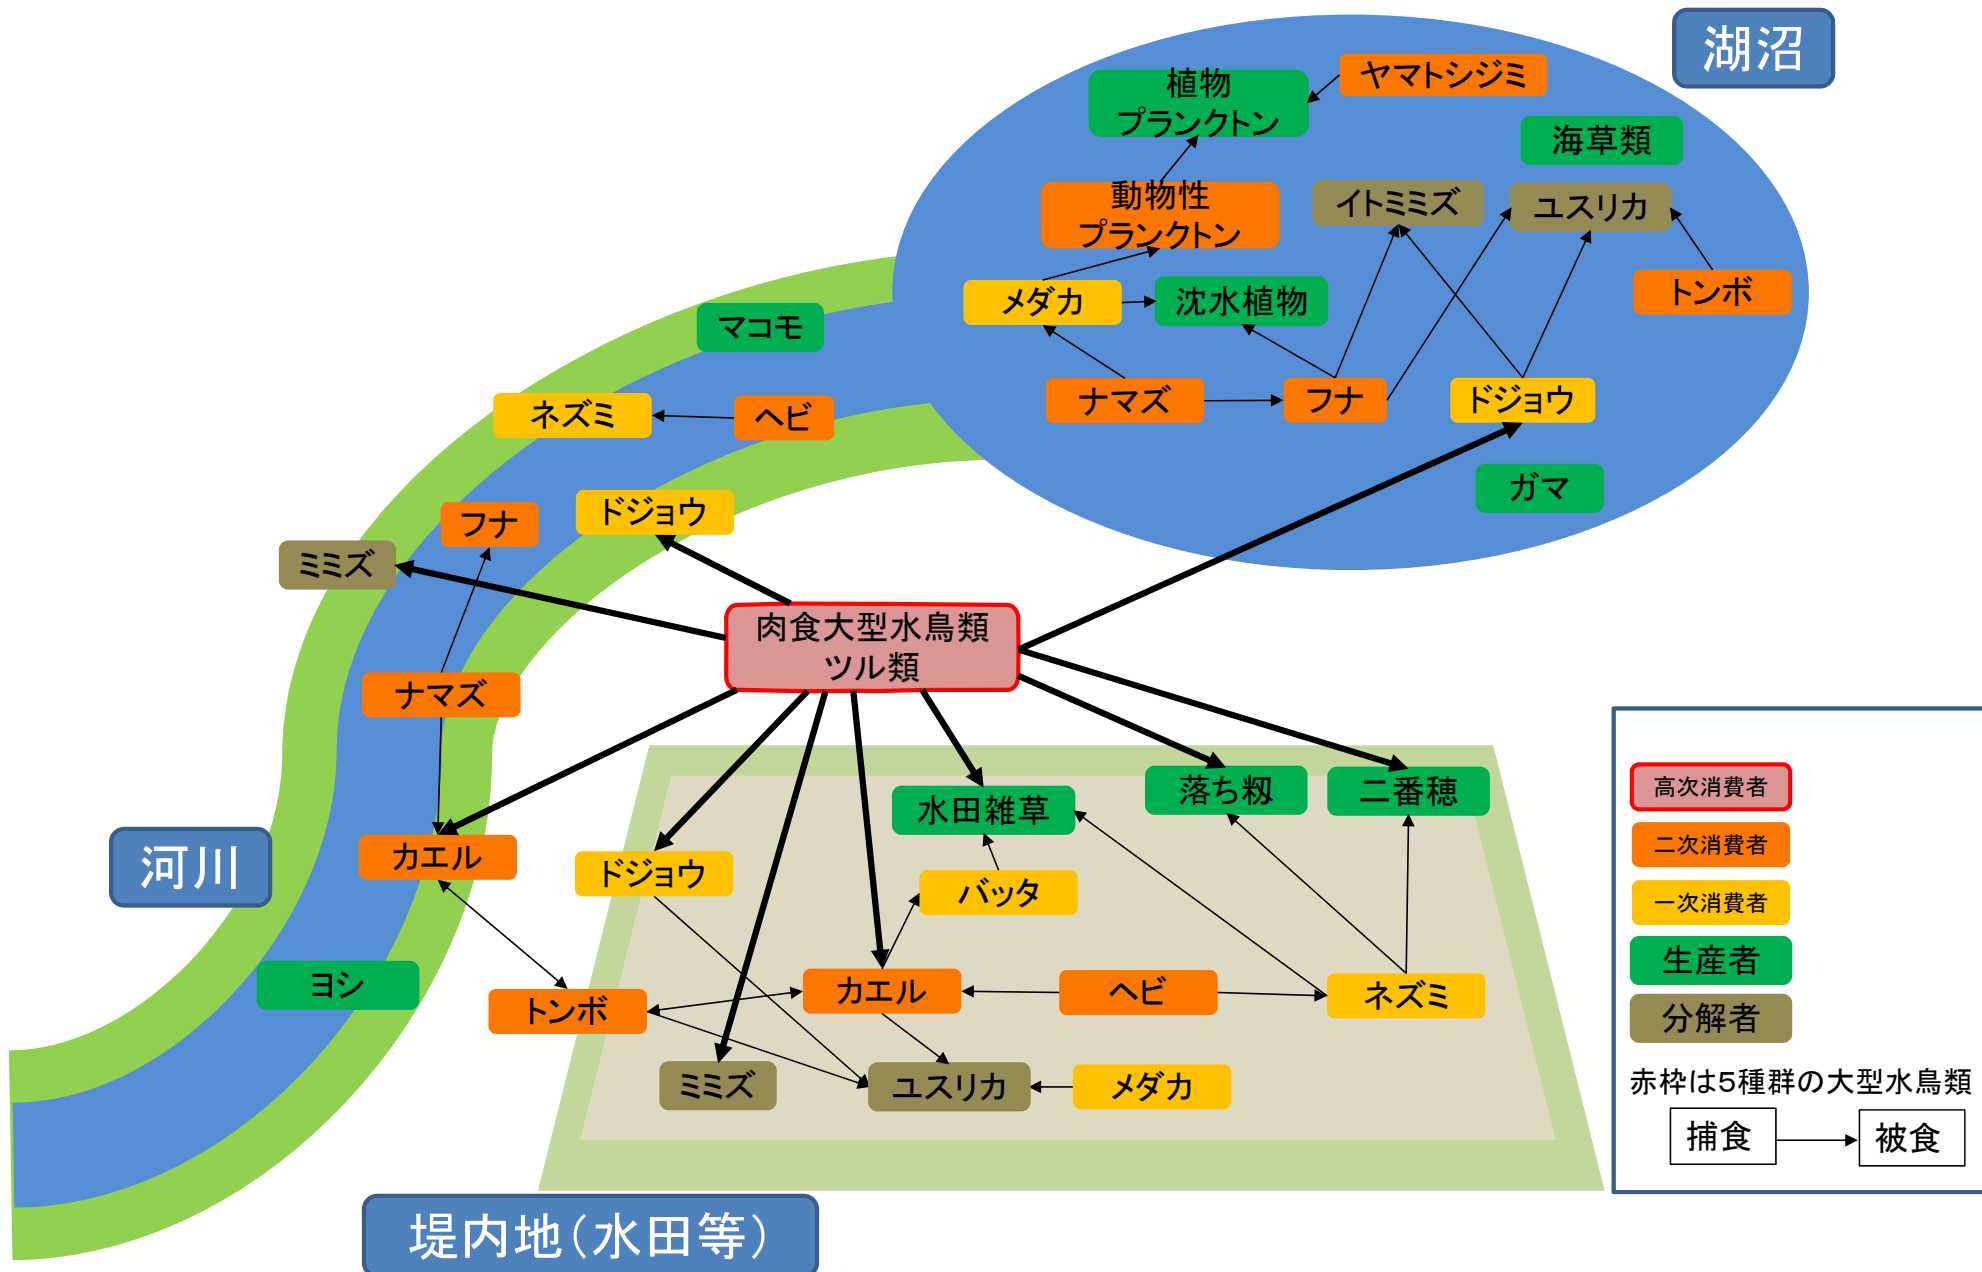 湖沼
ヤマトシジミ
植物
プランクトン
海草類
動物性
プランクトン
イトミミズ
ユスリカ
トンボ
メダカ
沈水植物
マコモ
ナマズ
フナ
ドジョウ
ネズミ
ヘビ
ガマ
フナ
ドジョウ
ミミズ
肉食大型水鳥類
ツル類
ナマズ
水田雑草
落ち籾
二番穂
河川
カエル
ドジョウ
バッタ
ヨシ
トンボ
カエル
ヘビ
ネズミ
ミミズ
ユスリカ
メダカ
堤内地(水田等)
高次消費者
二次消費者
一次消費者
生産者
分解者
赤枠は5種群の大型水鳥類
捕食
被食